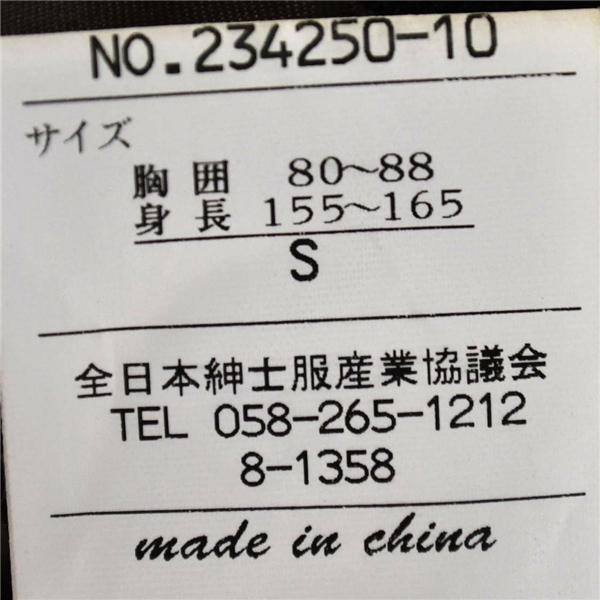 NO.234250-10
サイズ
胸囲 80～88
身長 155～165
S
全日本紳士服産業協議会
TEL 058-265-1212
8-1358
made in china